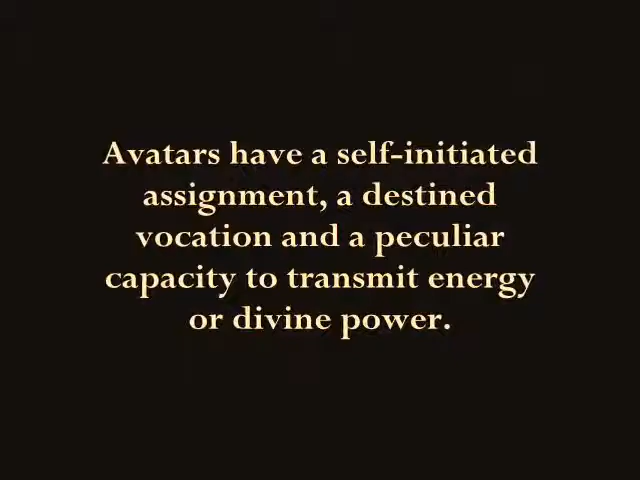 Avatars have a self-initiated
assignment, a destined
vocation and a peculiar
capacity to transmit energy
or divine power.